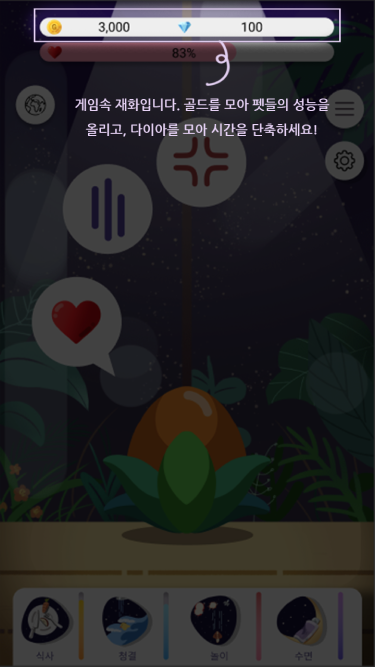 3,000 100
83%
게임속 재화입니다. 골드를 모아 펫들의 성능을
올리고, 다이아를 모아 시간을 단축하세요!
식사 청결 놀이 수면